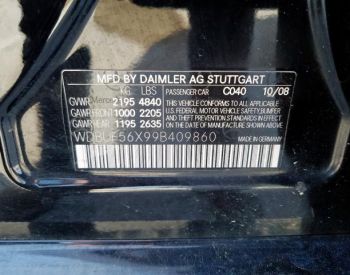 MFD BY DAIMLER AG STUTTGART
KG LBS PASSENGER CAR C040 10/08
GVWR 2195 4840
GAWR FRONT 1000 2205
GAWR REAR 1195 2635
THIS VEHICLE CONFORMS TO ALL APPLICABLE
U.S. FEDERAL MOTOR VEHICLE SAFETY, BUMPER,
AND THEFT PREVENTION STANDARDS IN EFFECT
ON THE DATE OF MANUFACTURE SHOWN ABOVE.
WDBUF56X99B409860 MADE IN GERMANY